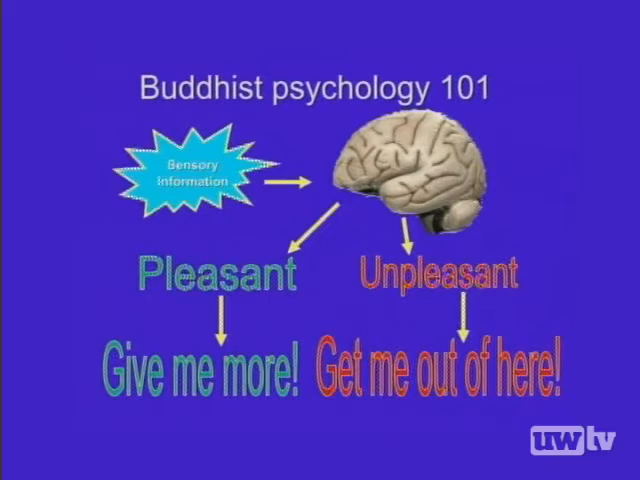 Buddhist psychology 101
Sensory
Information
Pleasant
Unpleasant
Give me more!
Get me out of here!
uwtv